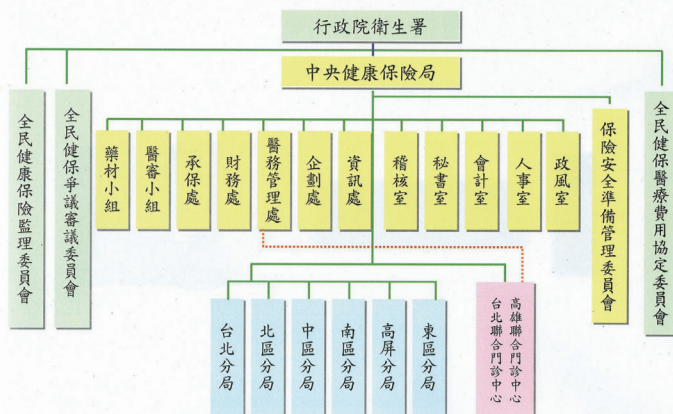 行政院衛生署
中央健康保險局
全民健康保險監理委員會
全民健保爭議審議委員會
藥材小組
醫審小組
承保處
財務處
醫務管理處
企劃處
資訊處
稽核室
秘書室
會計室
人事室
政風室
保險安全準備管理委員會
全民健保醫療費用協定委員會
台北分局
北區分局
中區分局
南區分局
高屏分局
東區分局
高雄聯合門診中心
台北聯合門診中心